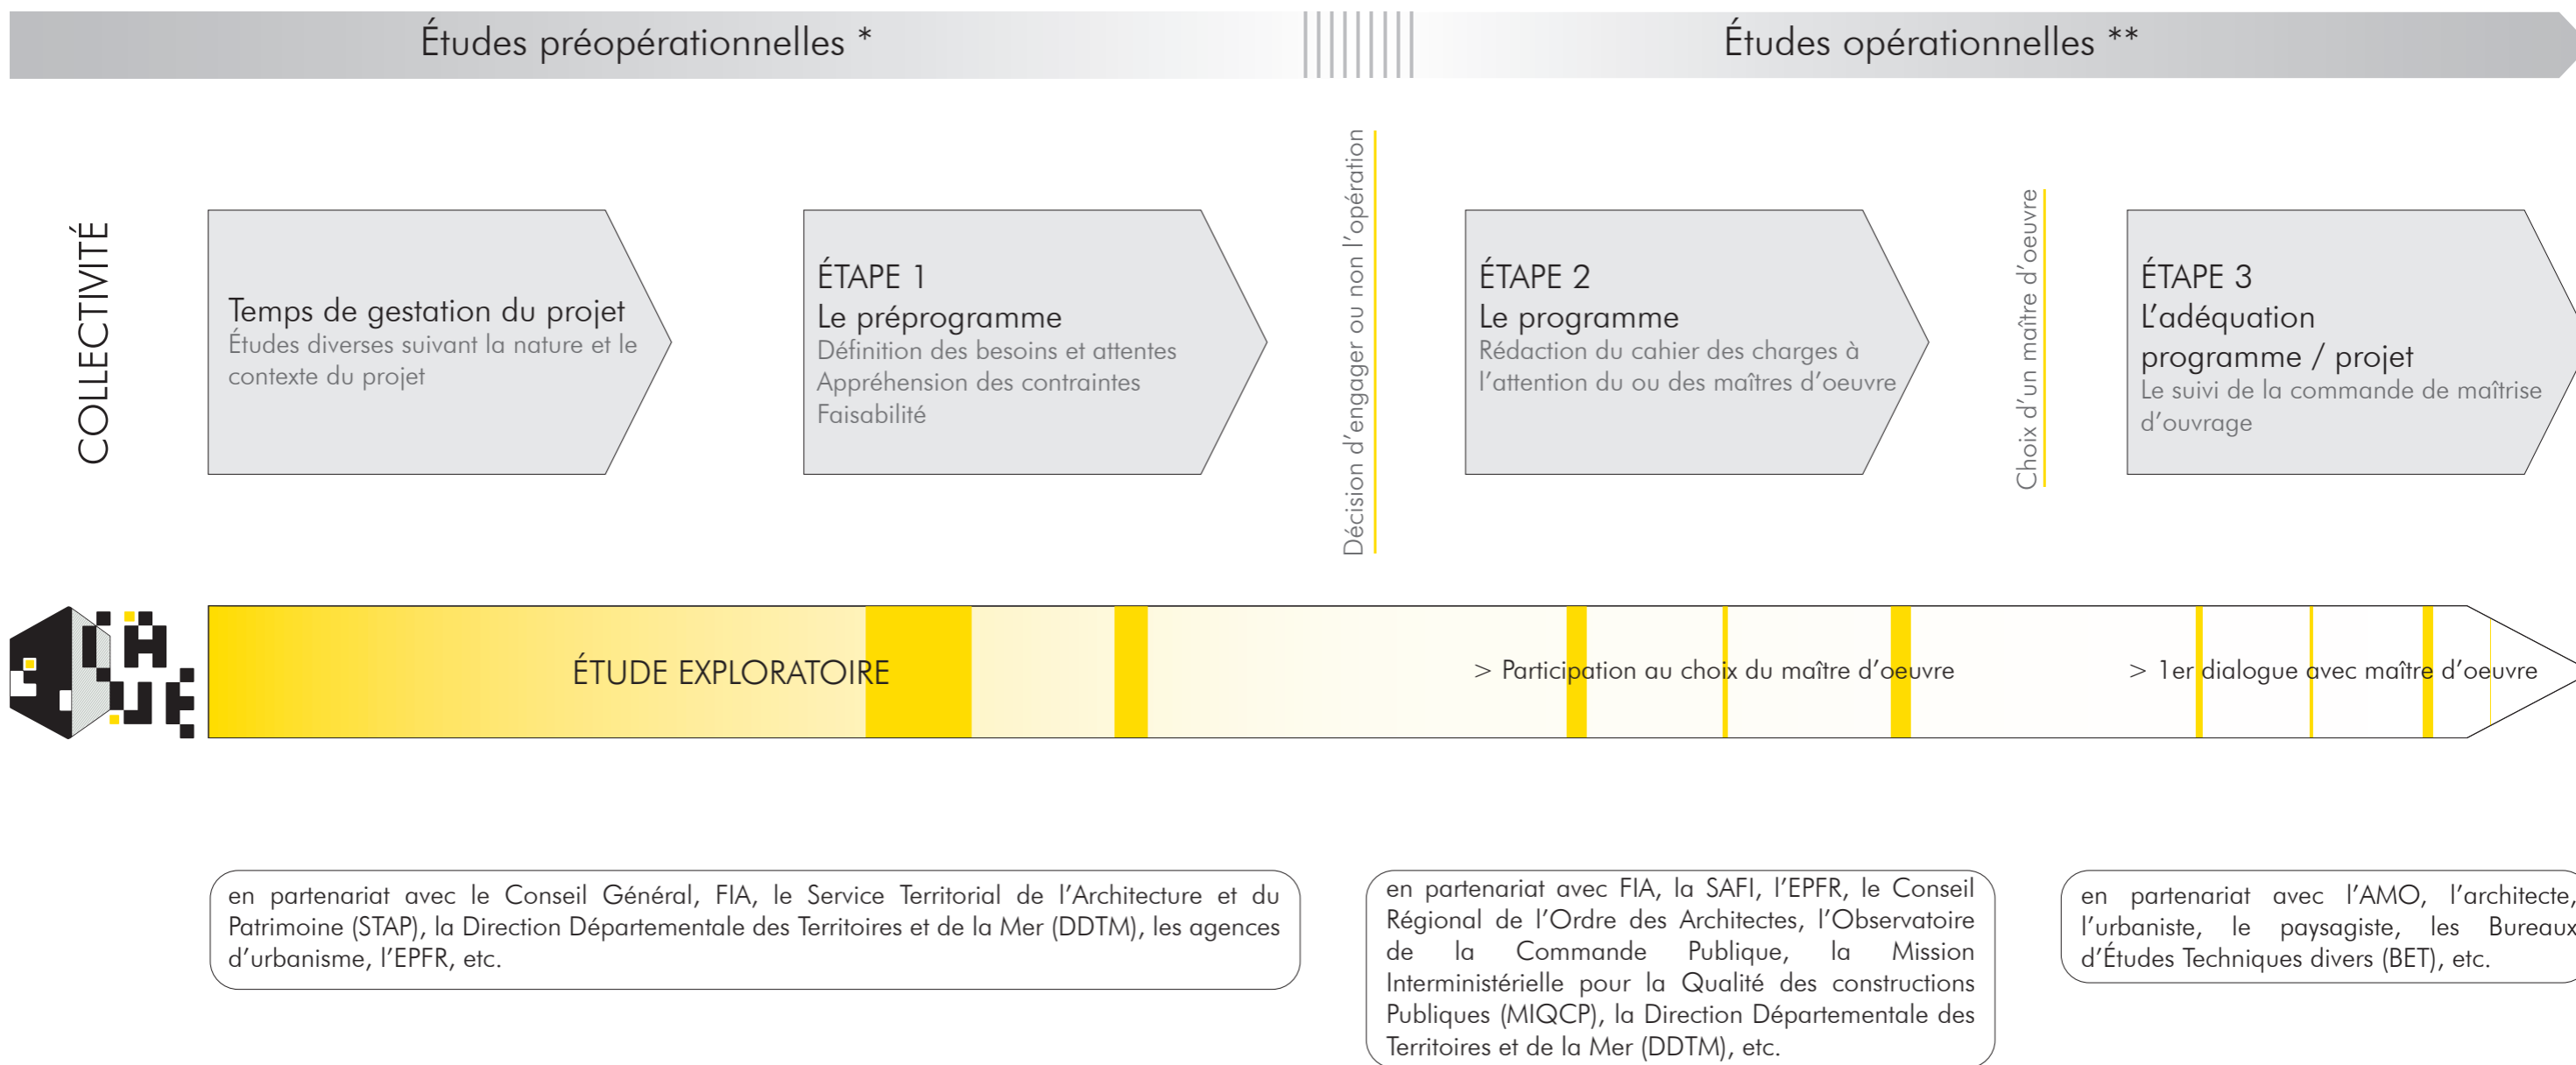 Études préopérationnelles *
Études opérationnelles **
COLLECTIVITÉ
Temps de gestation du projet
Études diverses suivant la nature et le
contexte du projet
ÉTAPE 1
Le préprogramme
Définition des besoins et attentes
Appréhension des contraintes
Faisabilité
Décision d'engager ou non l'opération
ÉTAPE 2
Le programme
Rédaction du cahier des charges à
l'attention du ou des maîtres d'oeuvre
Choix d'un maître d'oeuvre
ÉTAPE 3
L'adéquation
programme / projet
Le suivi de la commande de maîtrise
d'ouvrage
CAUE
ÉTUDE EXPLORATOIRE
> Participation au choix du maître d'oeuvre
> 1er dialogue avec maître d'oeuvre
en partenariat avec le Conseil Général, FIA, le Service Territorial de l'Architecture et du
Patrimoine (STAP), la Direction Départementale des Territoires et de la Mer (DDTM), les agences
d'urbanisme, l'EPFR, etc.
en partenariat avec FIA, la SAFI, l'EPFR, le Conseil
Régional de l'Ordre des Architectes, l'Observatoire
de la Commande Publique, la Mission
Interministérielle pour la Qualité des constructions
Publiques (MIQCP), la Direction Départementale des
Territoires et de la Mer (DDTM), etc.
en partenariat avec l'AMO, l'architecte,
l'urbaniste, le paysagiste, les Bureaux
d'Études Techniques divers (BET), etc.